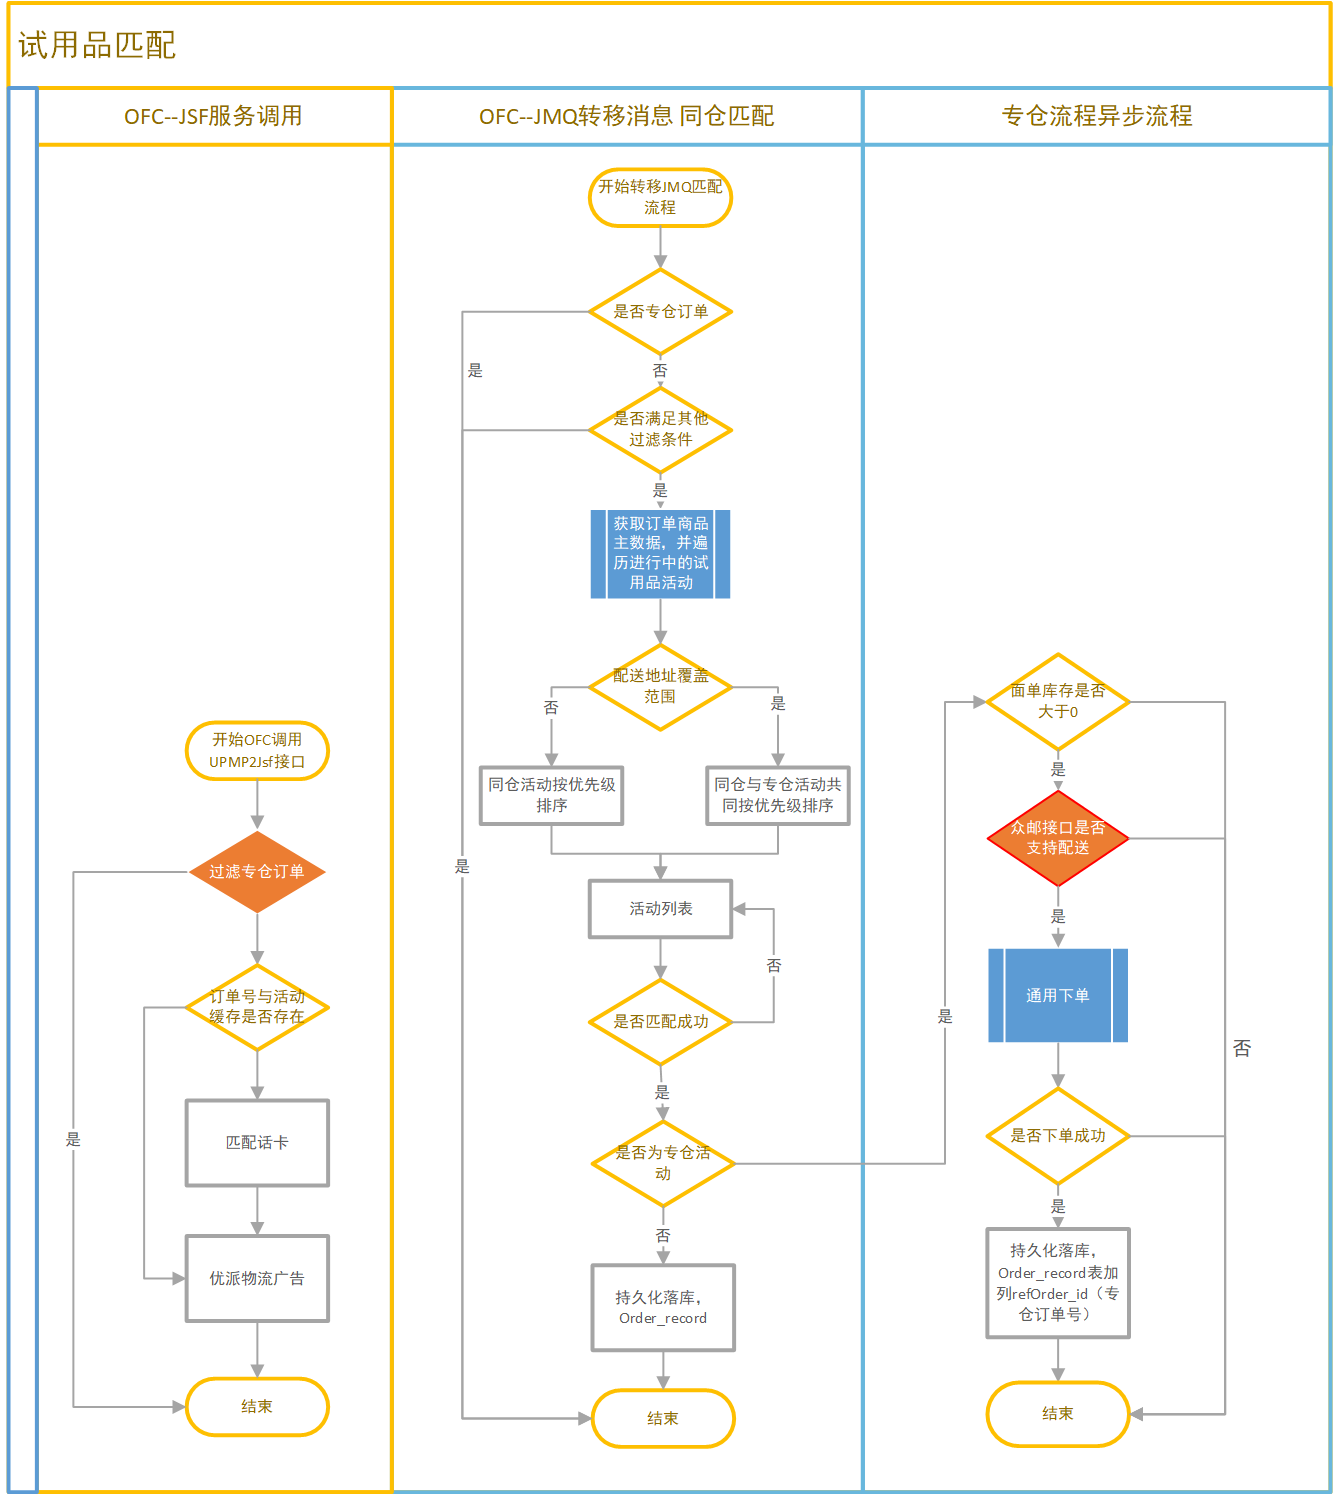 试用品匹配
OFC--JSF服务调用
OFC--JMQ转移消息 同仓匹配
专仓流程异步流程
开始OFC调用
UPMP2Jsf接口
过滤专仓订单
订单号与活动
缓存是否存在
匹配话卡
是
优派物流广告
结束
开始转移JMQ匹配
流程
是否专仓订单
是
否
是否满足其他
过滤条件
是
获取订单商品
主数据，并遍
历进行中的试
用品活动
配送地址覆盖
范围
否
是
同仓活动按优先级
排序
同仓与专仓活动共
同按优先级排序
是
活动列表
否
是否匹配成功
是
是否为专仓活
动
否
持久化落库，
Order_record
结束
是
面单库存是否
大于0
是
众邮接口是否
支持配送
是
通用下单
否
是否下单成功
是
持久化落库，
Order_record表加
列refOrder_id（专
仓订单号）
结束